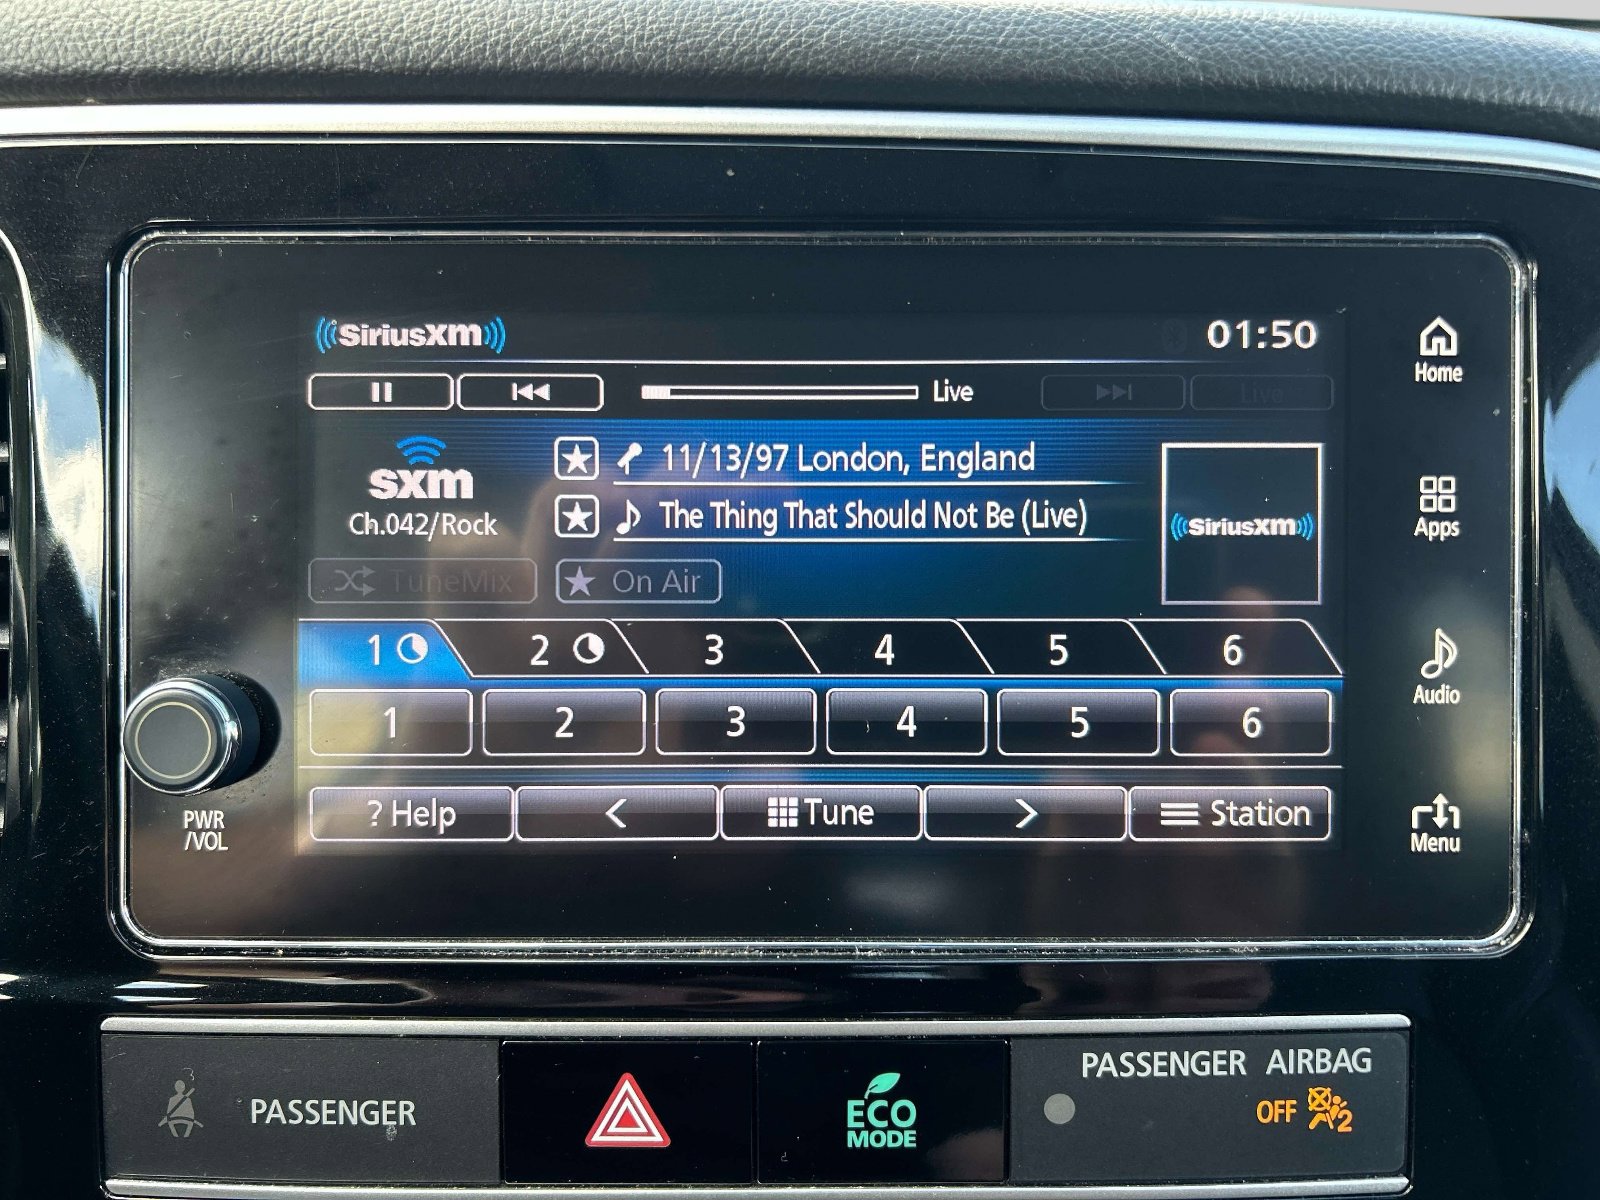 SiriusXM 01:50
Live Live
Home
sxm
Ch.042/Rock
11/13/97 London, England
The Thing That Should Not Be (Live)
SiriusXM
Apps
TuneMix On Air
1 2 3 4 5 6
Audio
1 2 3 4 5 6
? Help < Tune > Station
Menu
PWR
/VOL
PASSENGER
ECO
MODE
PASSENGER AIRBAG
OFF 2